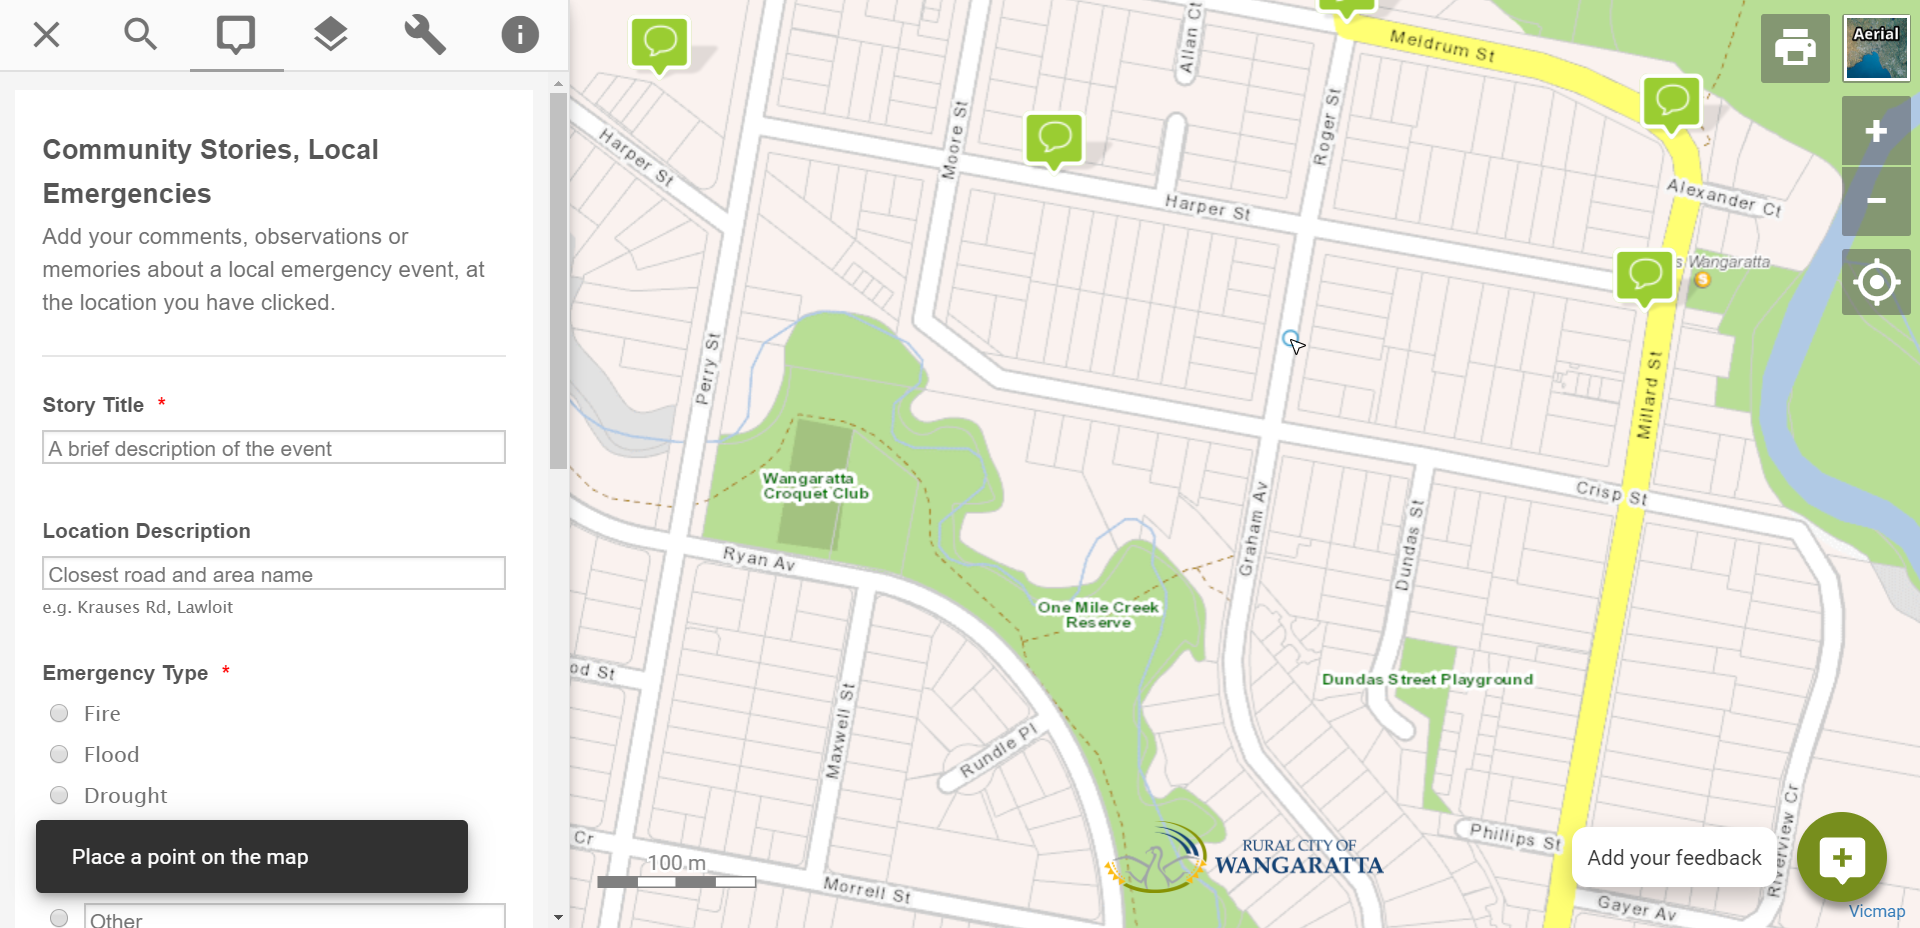 Community Stories, Local
Emergencies
Add your comments, observations or
memories about a local emergency event, at
the location you have clicked.
Story Title *
A brief description of the event
Location Description
Closest road and area name
e.g. Krauses Rd, Lawloit
Emergency Type *
Fire
Flood
Drought
Place a point on the map
Other
Allan Ct
Meldrum St
Aerial
Harper St
Moore St
Roger St
Alexander Ct
Harper St
s Wangaratta
S
Perry St
Millard St
Wangaratta
Croquet Club
Crisp St
Graham Av
Dundas St
Ryan Av
One Mile Creek
Reserve
od St
Dundas Street Playground
Maxwell St
Rundle Pl
Riverview Cr
Cr
Phillips St
100 m
RURAL CITY OF
WANGARATTA
Add your feedback
Morrell St
Gayer Av
Vicmap